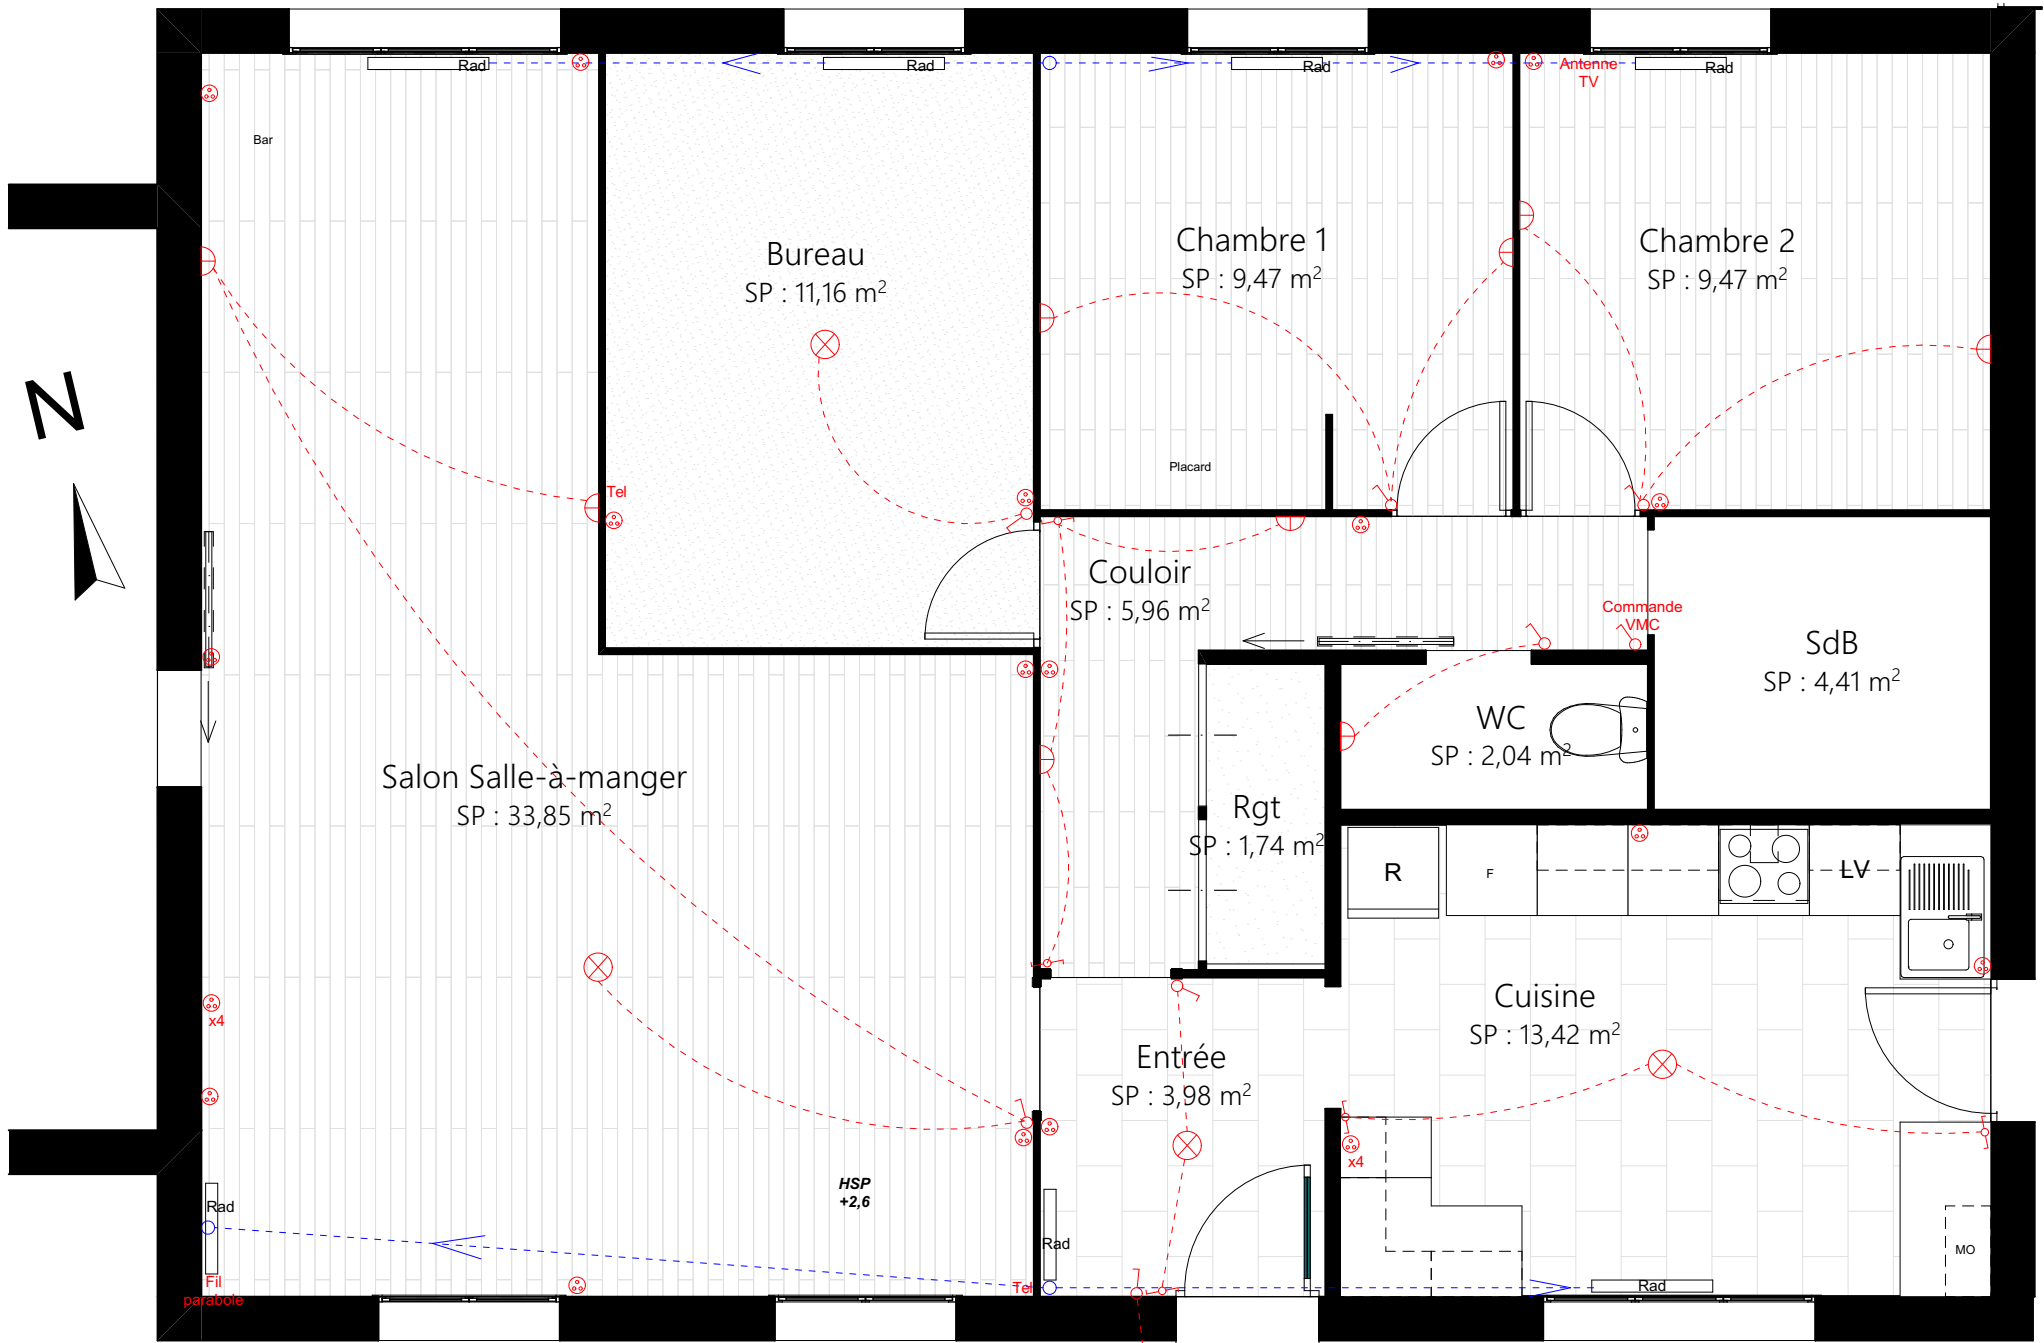 Rad
Rad
Rad
Rad
Antenne
TV
Bar
Bureau
SP : 11,16 m²
Chambre 1
SP : 9,47 m²
Chambre 2
SP : 9,47 m²
N
Placard
Tel
Couloir
SP : 5,96 m²
Commande
VMC
SdB
SP : 4,41 m²
WC
SP : 2,04 m²
Salon Salle-à-manger
SP : 33,85 m²
Rgt
SP : 1,74 m²
R
F
LV
x4
Cuisine
SP : 13,42 m²
Entrée
SP : 3,98 m²
x4
HSP
+2,6
Rad
Rad
MO
Fil
parabole
Tel
Rad